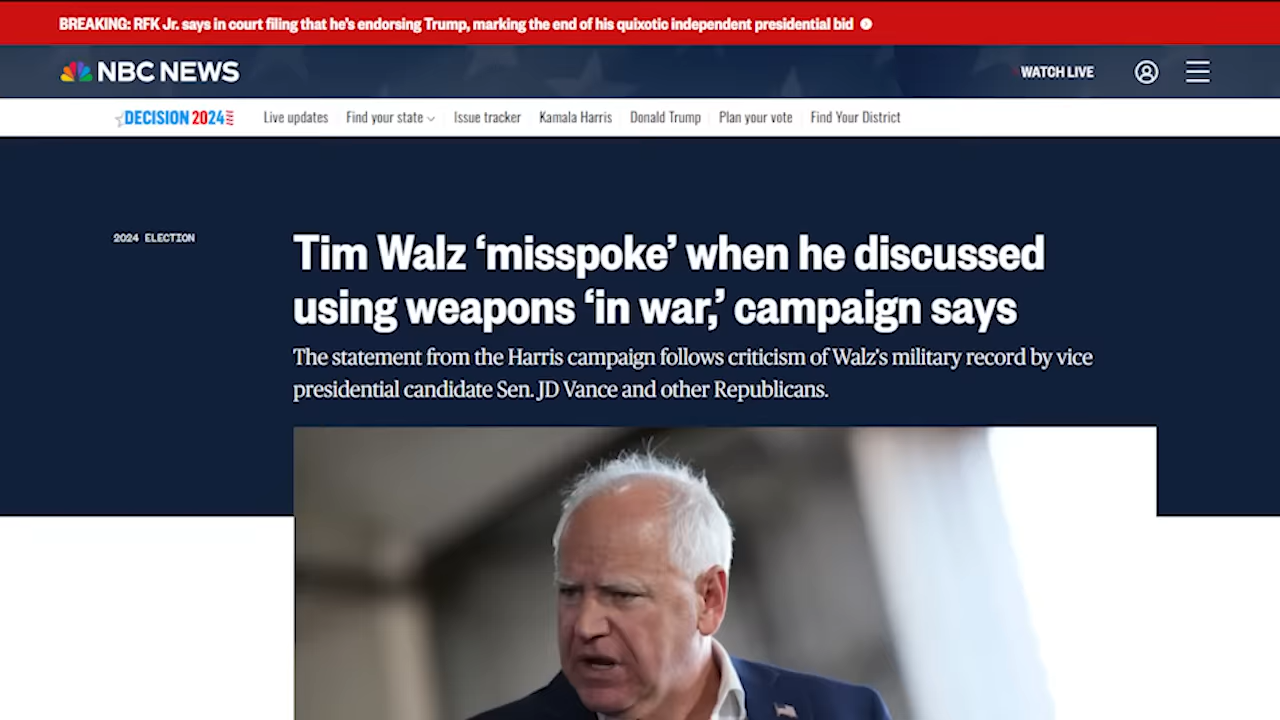 BREAKING: RFK Jr. says in court filing that he's endorsing Trump, marking the end of his quixotic independent presidential bid
NBC NEWS
WATCH LIVE
DECISION 2024
Live updates
Find your state
Issue tracker
Kamala Harris
Donald Trump
Plan your vote
Find Your District
2024 ELECTION
Tim Walz ‘misspoke’ when he discussed
using weapons ‘in war,’ campaign says
The statement from the Harris campaign follows criticism of Walz's military record by vice
presidential candidate Sen. JD Vance and other Republicans.